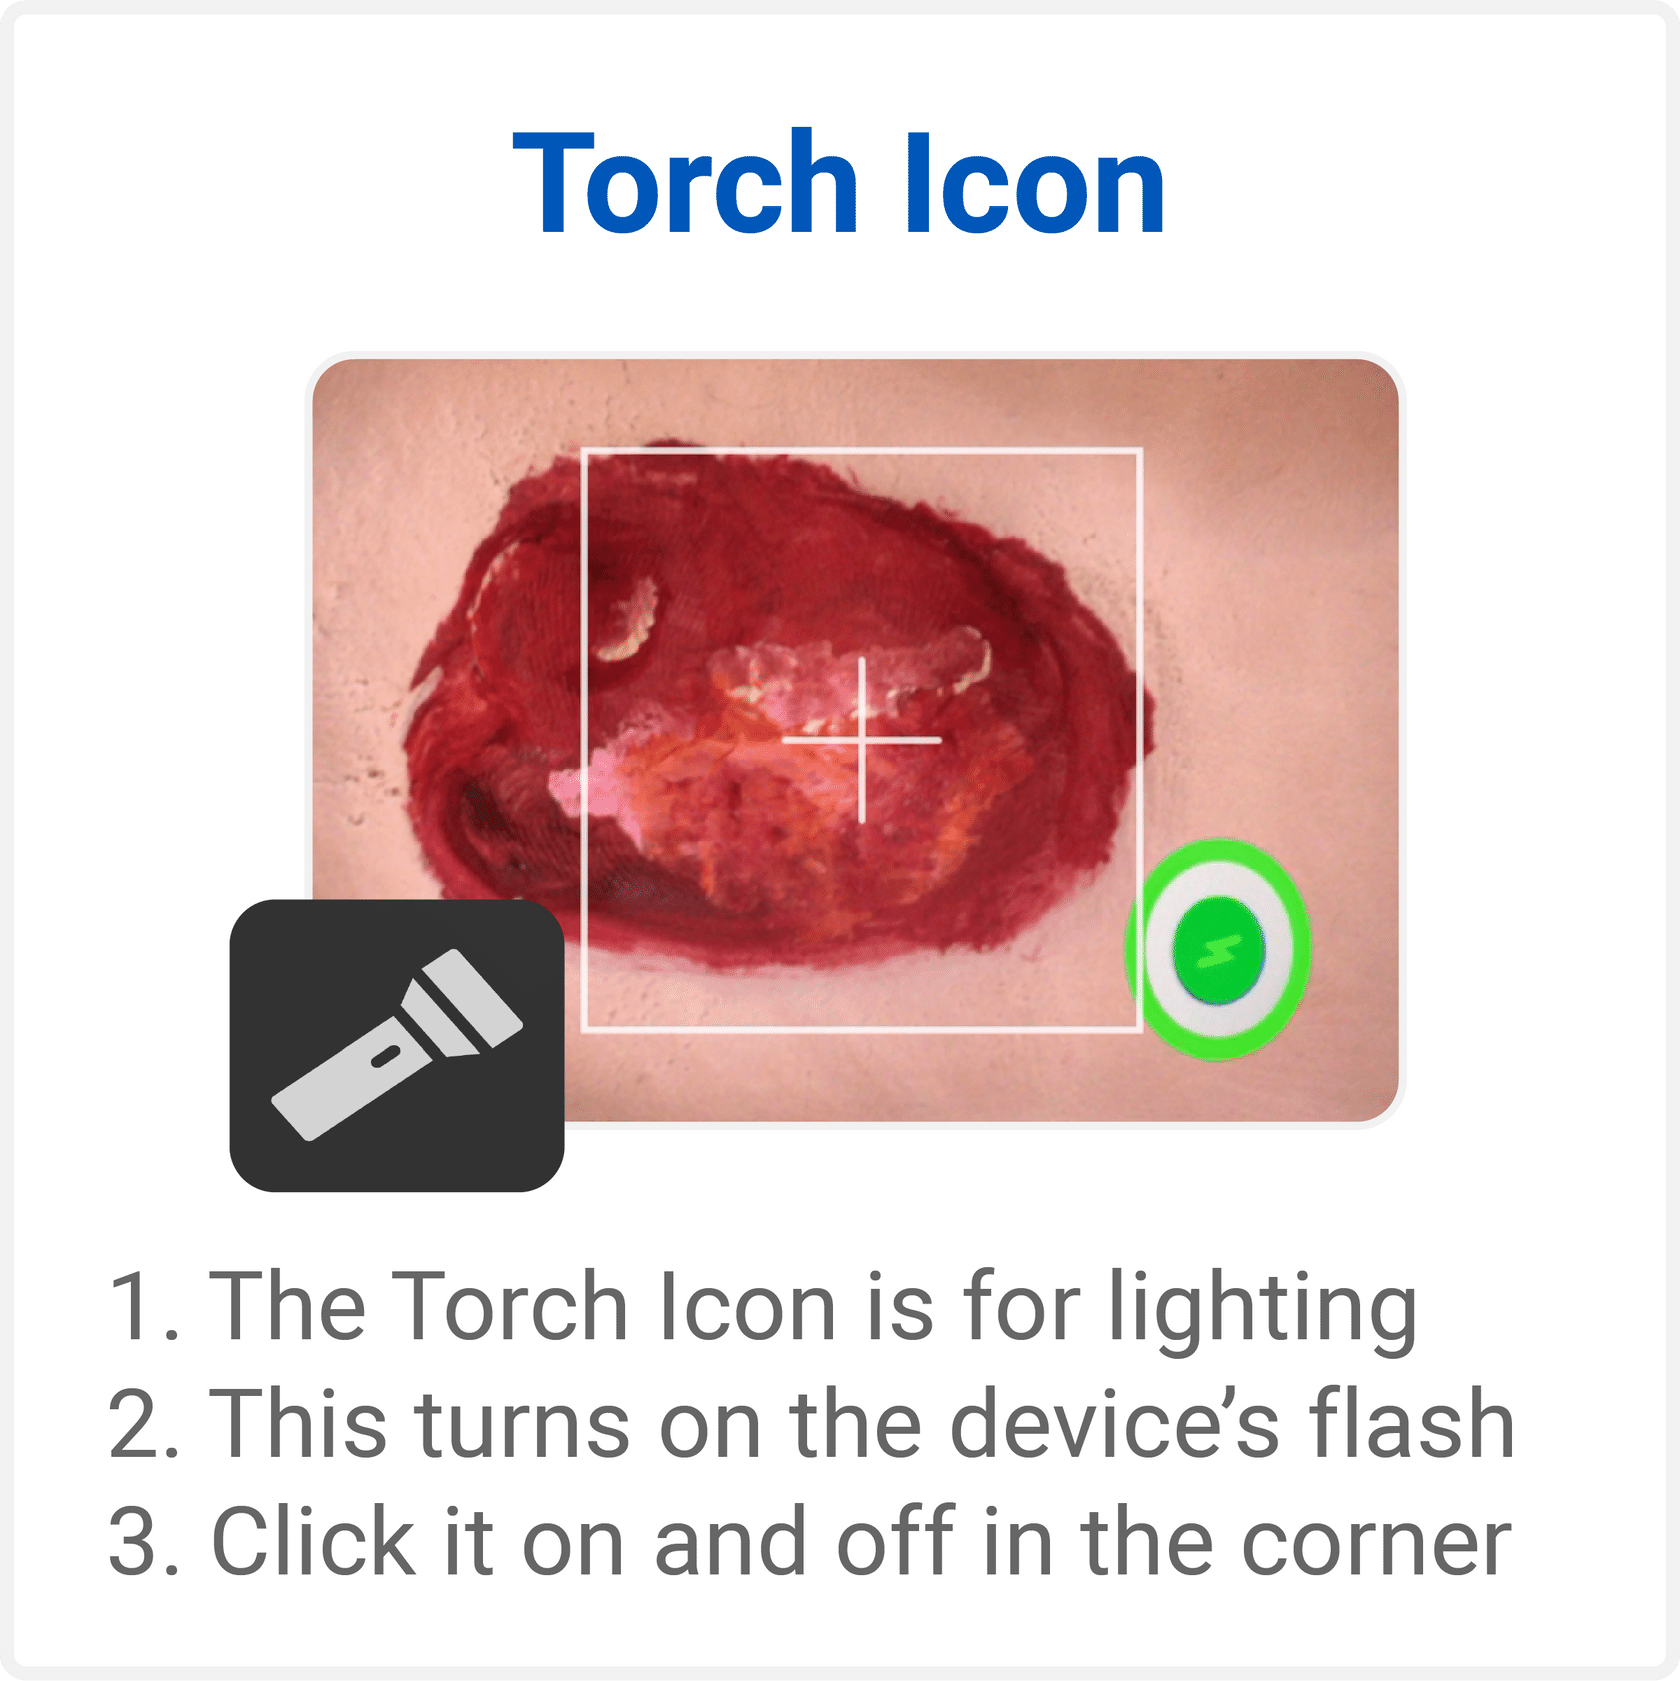 Torch Icon
1. The Torch Icon is for lighting
2. This turns on the device’s flash
3. Click it on and off in the corner